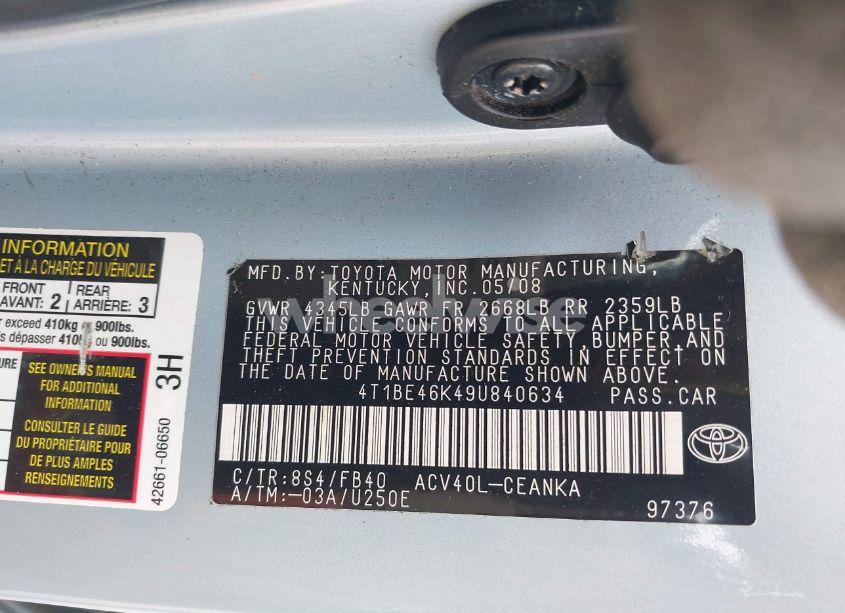 INFORMATION
ET À LA CHARGE DU VÉHICULE
FRONT
AVANT: 2
REAR
ARRIÈRE: 3
r exceed 410kg 900lbs.
is dépasser 410 ou 900lbs.
SEE OWNER'S MANUAL
FOR ADDITIONAL
INFORMATION
CONSULTER LE GUIDE
DU PROPRIÉTAIRE POUR
DE PLUS AMPLES
RENSEIGNEMENTS
3H
42661-06650
MFD. BY: TOYOTA MOTOR MANUFACTURING,
KENTUCKY, INC. 05/08
GVWR 4345LB GAWR FR 2668LB RR 2359LB
THIS VEHICLE CONFORMS TO ALL APPLICABLE
FEDERAL MOTOR VEHICLE SAFETY, BUMPER, AND
THEFT PREVENTION STANDARDS IN EFFECT ON
THE DATE OF MANUFACTURE SHOWN ABOVE.
4T1BE46K49U840634 PASS. CAR
C/TR: 8S4/FB40 ACV40L-CEANKA
A/TM: -03A/U250E
97376
wheelwise